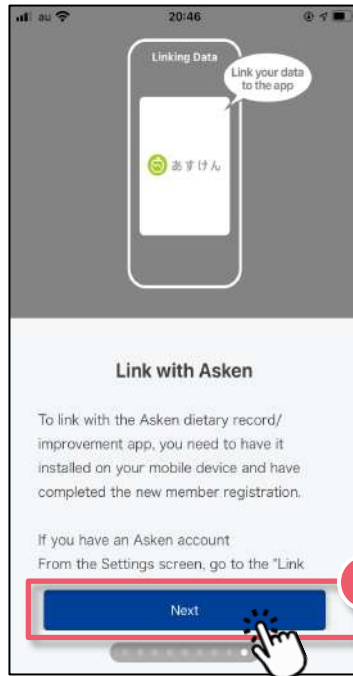 au
20:46
Linking Data
Link your data
to the app
あすけん
Link with Asken
To link with the Asken dietary record/
improvement app, you need to have it
installed on your mobile device and have
completed the new member registration.
If you have an Asken account
From the Settings screen, go to the "Link
Next